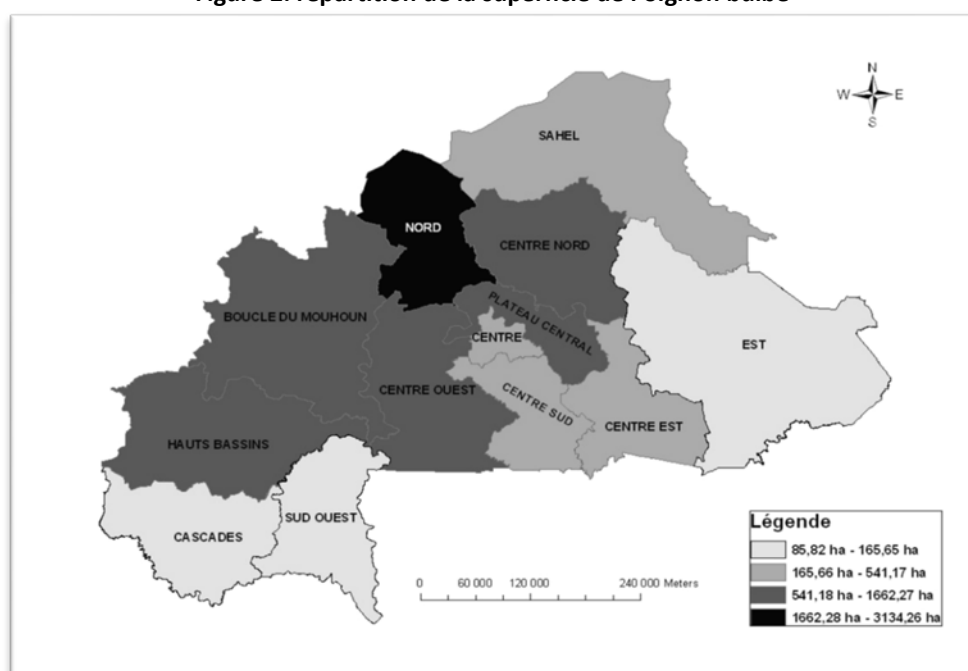 Figure 2: répartition de la superficie de l'oignon bulbe
N
W E
S
SAHEL
NORD
CENTRE NORD
BOUCLE DU MOUHOUN
PLATEAU CENTRAL
CENTRE
EST
CENTRE OUEST
CENTRE SUD
CENTRE EST
HAUTS BASSINS
SUD OUEST
CASCADES
Légende
85,82 ha - 165,65 ha
165,66 ha - 541,17 ha
541,18 ha - 1662,27 ha
1662,28 ha - 3134,26 ha
0 60 000 120 000 240 000 Meters